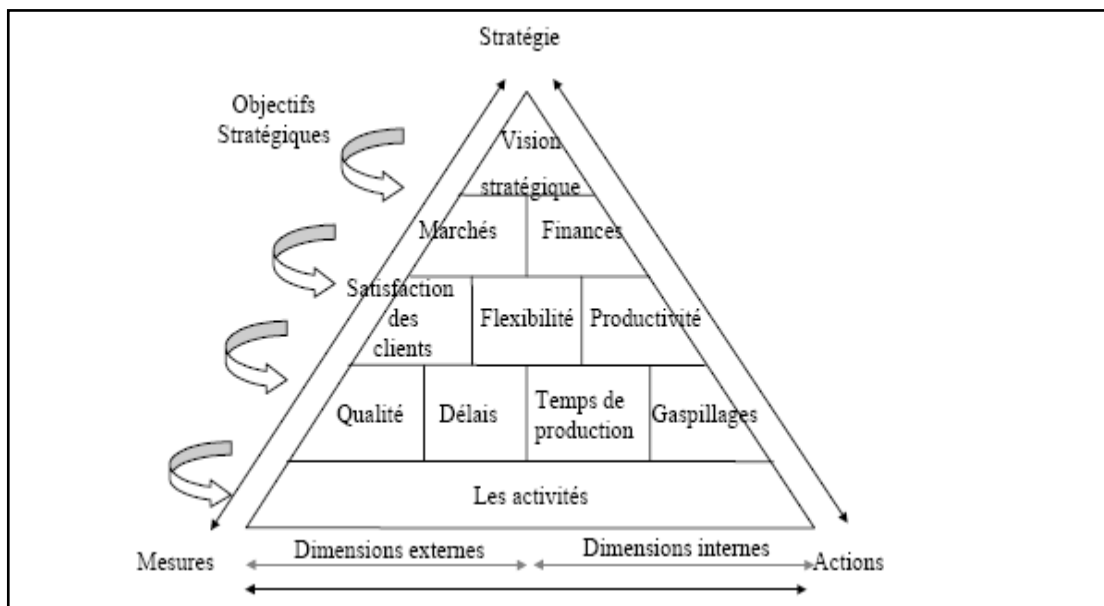 Stratégie
Objectifs
Stratégiques
Vision
stratégique
Marchés
Finances
Satisfaction
des
clients
Flexibilité
Productivité
Qualité
Délais
Temps de
production
Gaspillages
Les activités
Mesures
Dimensions externes
Dimensions internes
Actions